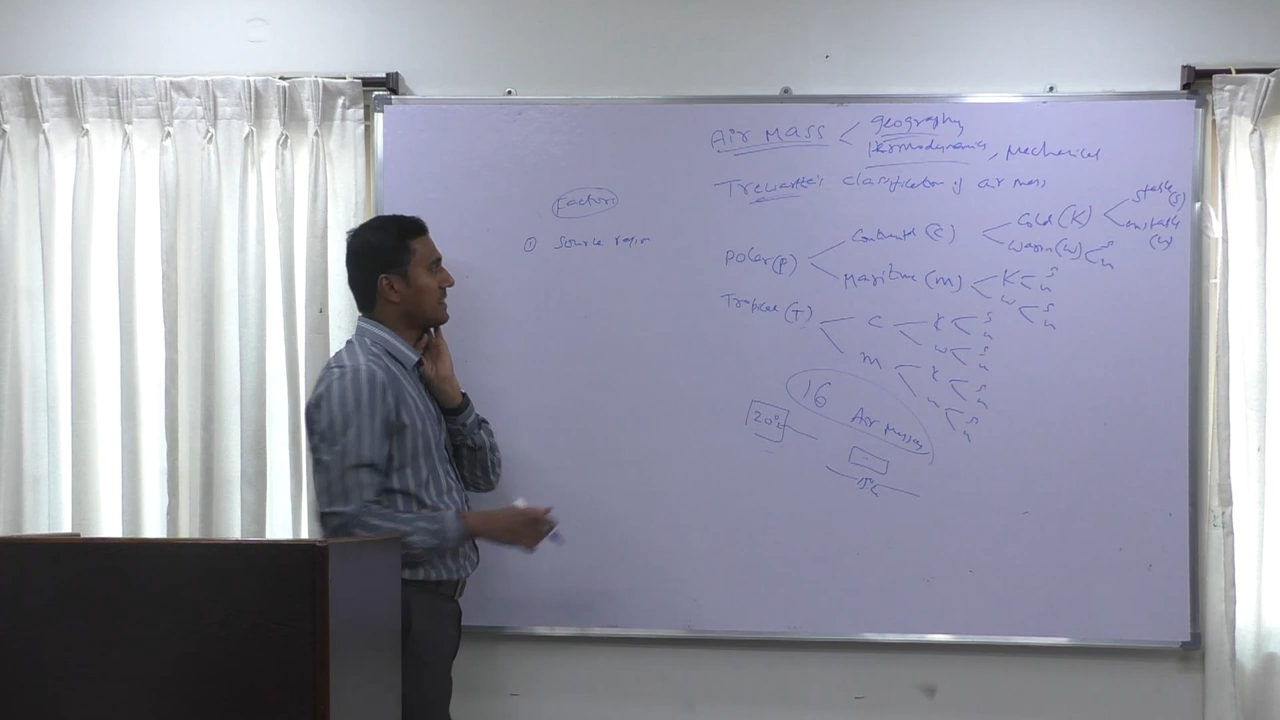 Air Mass < geography
thermodynamics, mechanical
Trewartha's classification of air mass
Factors
① Source region
Polar (P)
Continental (C)
Cold (K)
Stable (S)
unstable (u)
Warm (W)
S
u
Maritime (m)
K
S
u
W
S
u
Tropical (T)
C
K
S
u
W
S
u
m
K
S
u
w
S
u
16 Air Masses
20°c
15°c